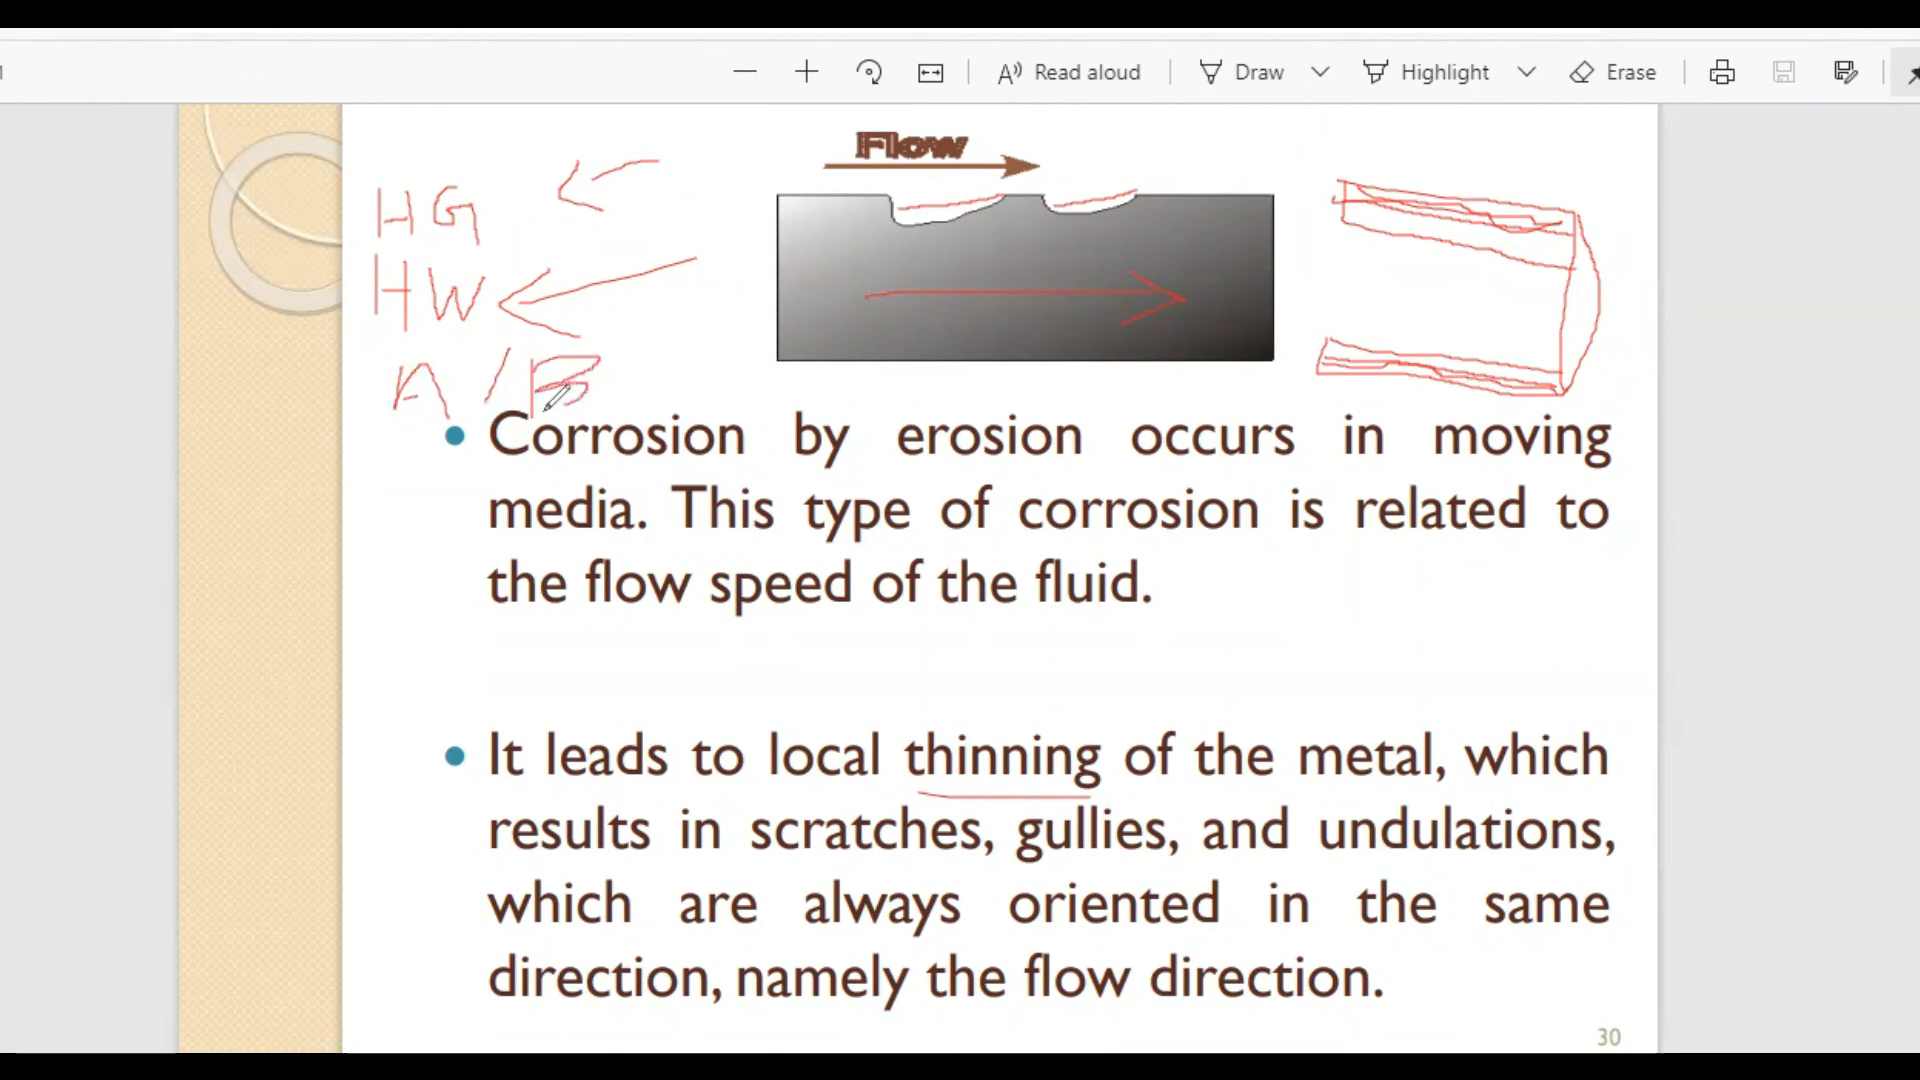 Read aloud Draw Highlight Erase
Flow
HG
HW
A/B
Corrosion by erosion occurs in moving
media. This type of corrosion is related to
the flow speed of the fluid.
It leads to local thinning of the metal, which
results in scratches, gullies, and undulations,
which are always oriented in the same
direction, namely the flow direction.
30